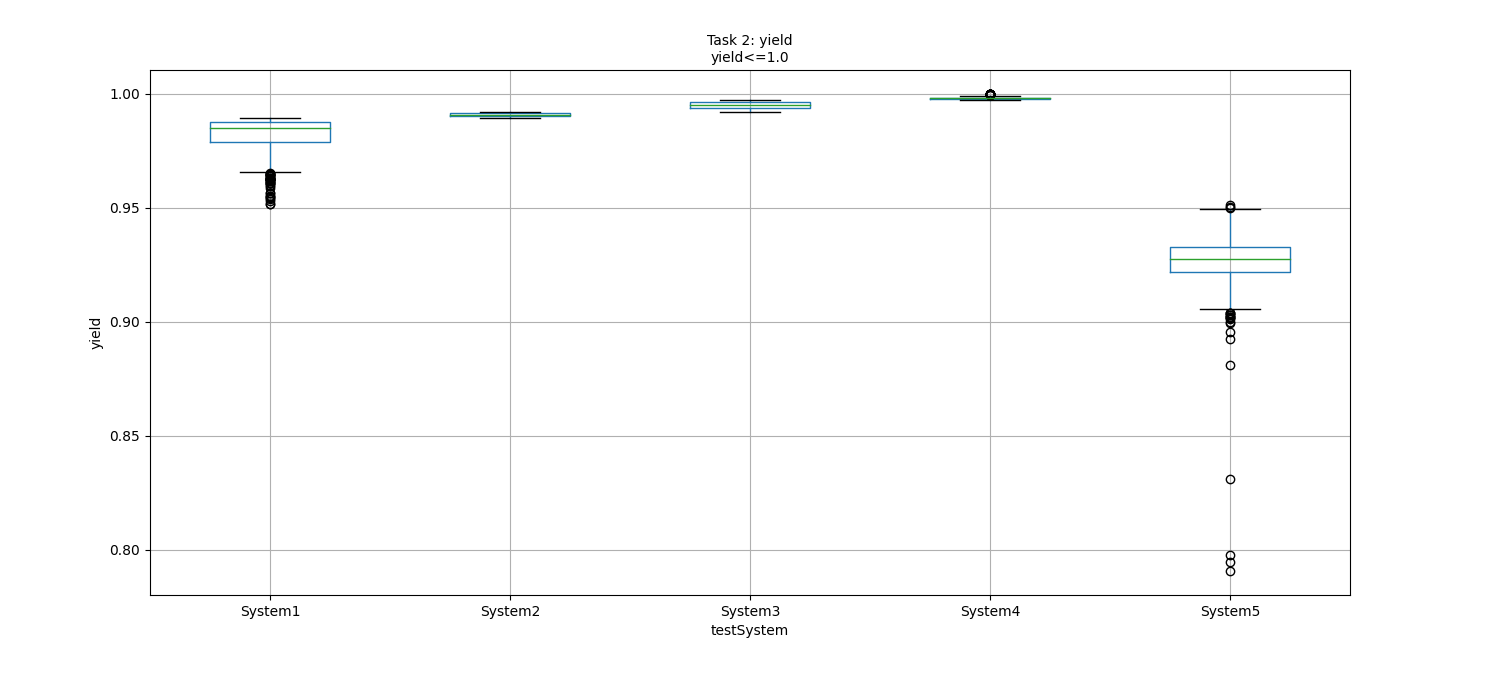 Task 2: yield
yield<=1.0
1.00
0.95
0.90
0.85
0.80
yield
System1 System2 System3 System4 System5
testSystem